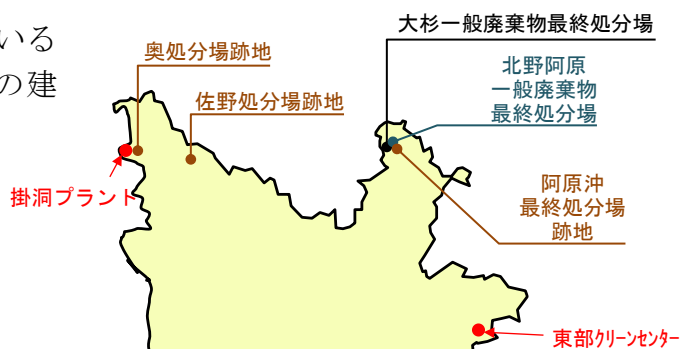 いる
の建
大杉一般廃棄物最終処分場
奥処分場跡地
北野阿原
一般廃棄物
最終処分場
佐野処分場跡地
掛洞プラント
阿原沖
最終処分場
跡地
東部クリーンセンター